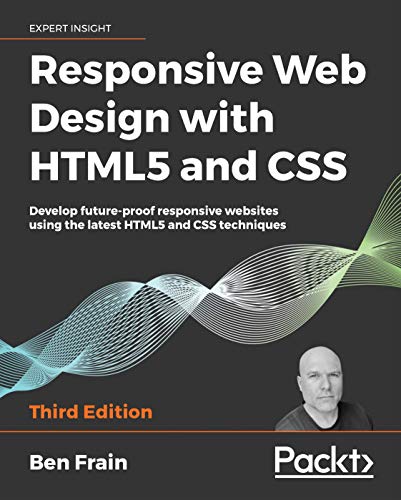 EXPERT INSIGHT
Responsive Web
Design with
HTML5 and CSS
Develop future-proof responsive websites
using the latest HTML5 and CSS techniques
Third Edition
Ben Frain
Packt>